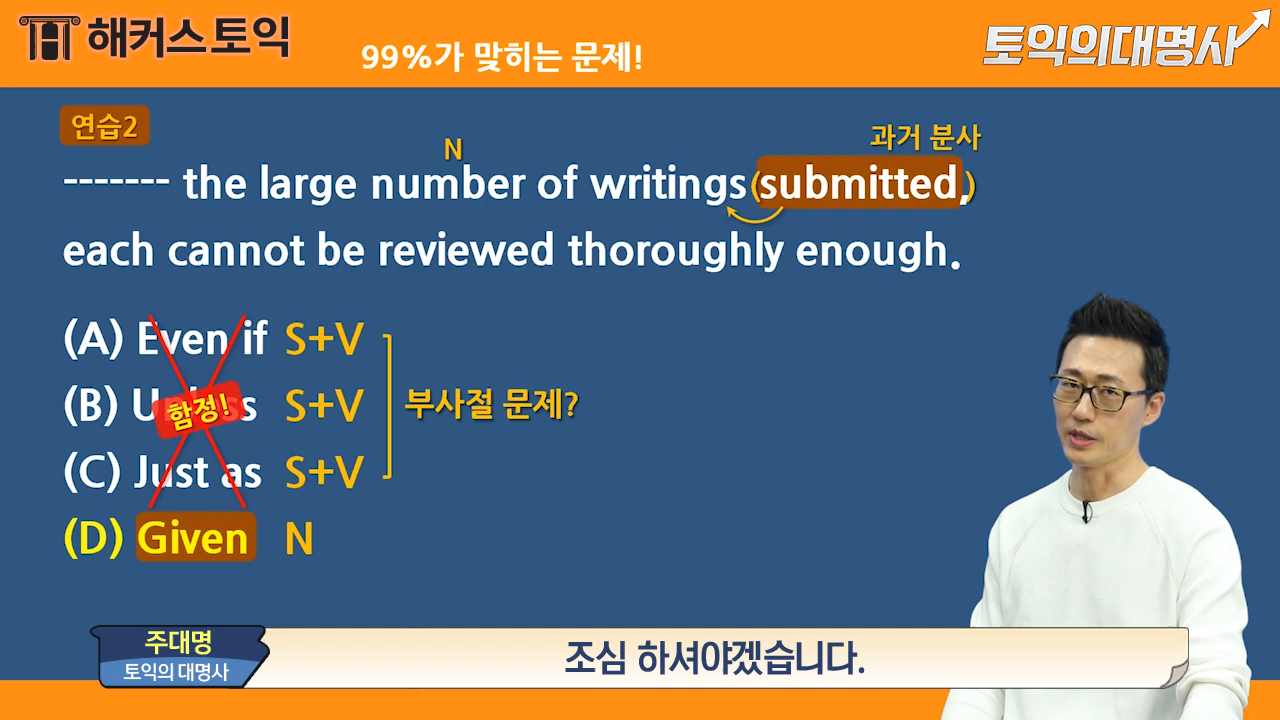 해커스토익
99%가 맞히는 문제!
토익의대명사
연습2
N
과거 분사
------- the large number of writings (submitted,)
each cannot be reviewed thoroughly enough.
(A) Even if S+V
(B) Unless S+V
함정!
부사절 문제?
(C) Just as S+V
(D) Given N
주대명
토익의 대명사
조심 하셔야겠습니다.